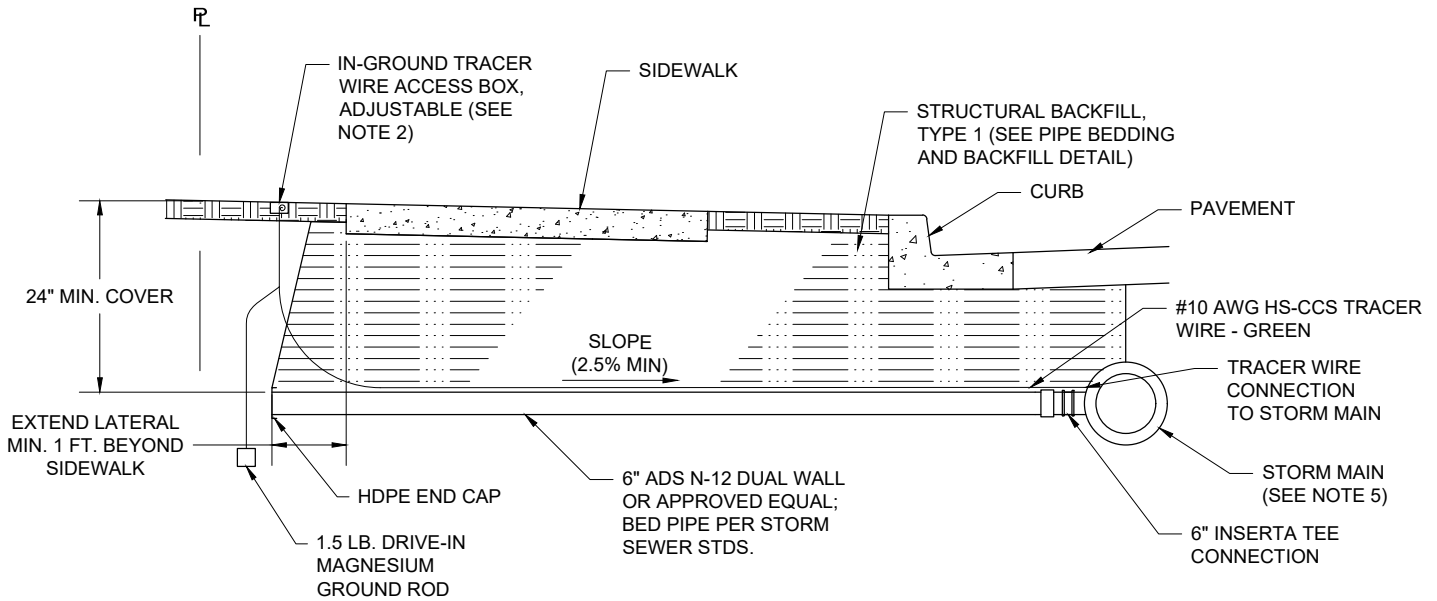 PL
IN-GROUND TRACER
WIRE ACCESS BOX,
ADJUSTABLE (SEE
NOTE 2)
SIDEWALK
STRUCTURAL BACKFILL,
TYPE 1 (SEE PIPE BEDDING
AND BACKFILL DETAIL)
CURB
PAVEMENT
24" MIN. COVER
#10 AWG HS-CCS TRACER
WIRE - GREEN
SLOPE
(2.5% MIN)
TRACER WIRE
CONNECTION
TO STORM MAIN
EXTEND LATERAL
MIN. 1 FT. BEYOND
SIDEWALK
HDPE END CAP
6" ADS N-12 DUAL WALL
OR APPROVED EQUAL;
BED PIPE PER STORM
SEWER STDS.
STORM MAIN
(SEE NOTE 5)
6" INSERTA TEE
CONNECTION
1.5 LB. DRIVE-IN
MAGNESIUM
GROUND ROD